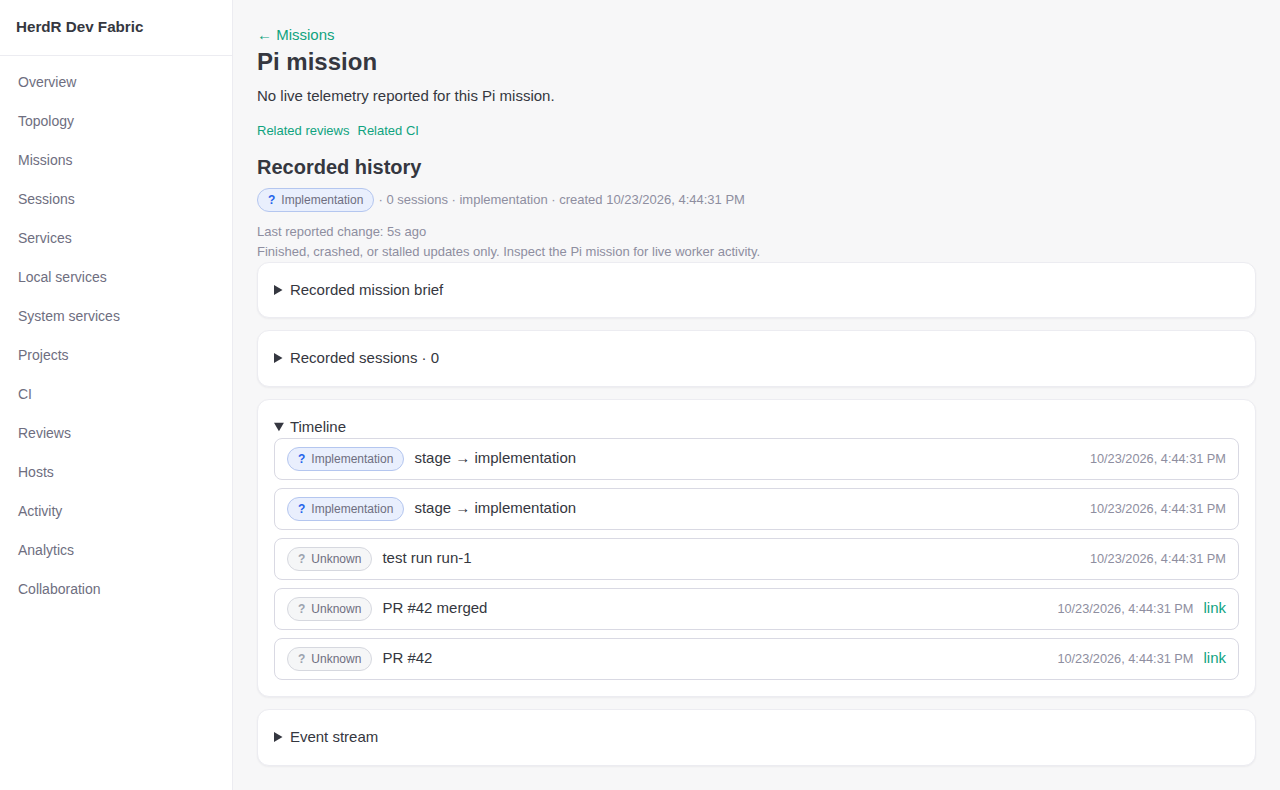 HerdR Dev Fabric
Overview
Topology
Missions
Sessions
Services
Local services
System services
Projects
CI
Reviews
Hosts
Activity
Analytics
Collaboration
← Missions
Pi mission
No live telemetry reported for this Pi mission.
Related reviews Related CI
Recorded history
? Implementation · 0 sessions · implementation · created 10/23/2026, 4:44:31 PM
Last reported change: 5s ago
Finished, crashed, or stalled updates only. Inspect the Pi mission for live worker activity.
▶ Recorded mission brief
▶ Recorded sessions · 0
▼ Timeline
? Implementation stage → implementation 10/23/2026, 4:44:31 PM
? Implementation stage → implementation 10/23/2026, 4:44:31 PM
? Unknown test run run-1 10/23/2026, 4:44:31 PM
? Unknown PR #42 merged 10/23/2026, 4:44:31 PM link
? Unknown PR #42 10/23/2026, 4:44:31 PM link
▶ Event stream